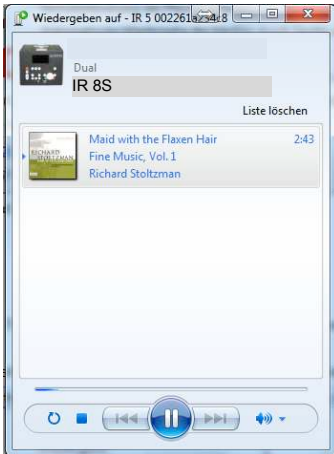 Wiedergeben auf - IR 5 002261a2a4c8
Dual
IR 8S
Liste löschen
Maid with the Flaxen Hair 2:43
Fine Music, Vol. 1
Richard Stoltzman
RICHARD
STOLTZMAN